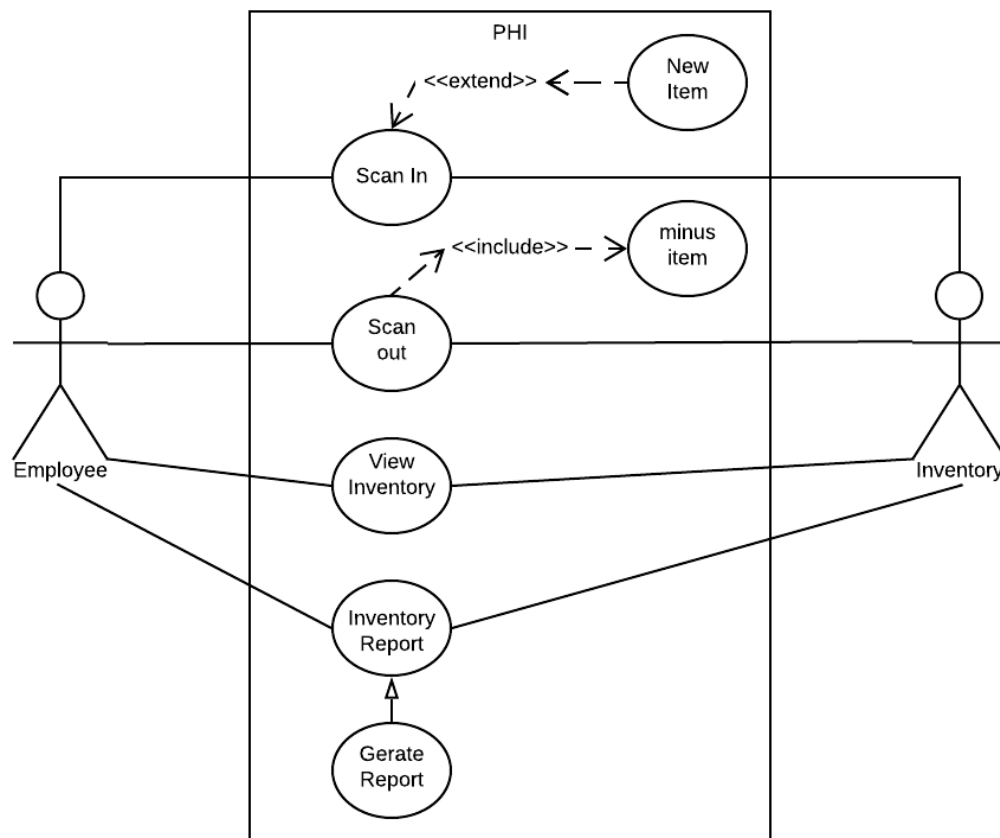 PHI
<<extend>>
New
Item
Scan In
<<include>>
minus
item
Scan
out
Employee
View
Inventory
Inventory
Inventory
Report
Gerate
Report